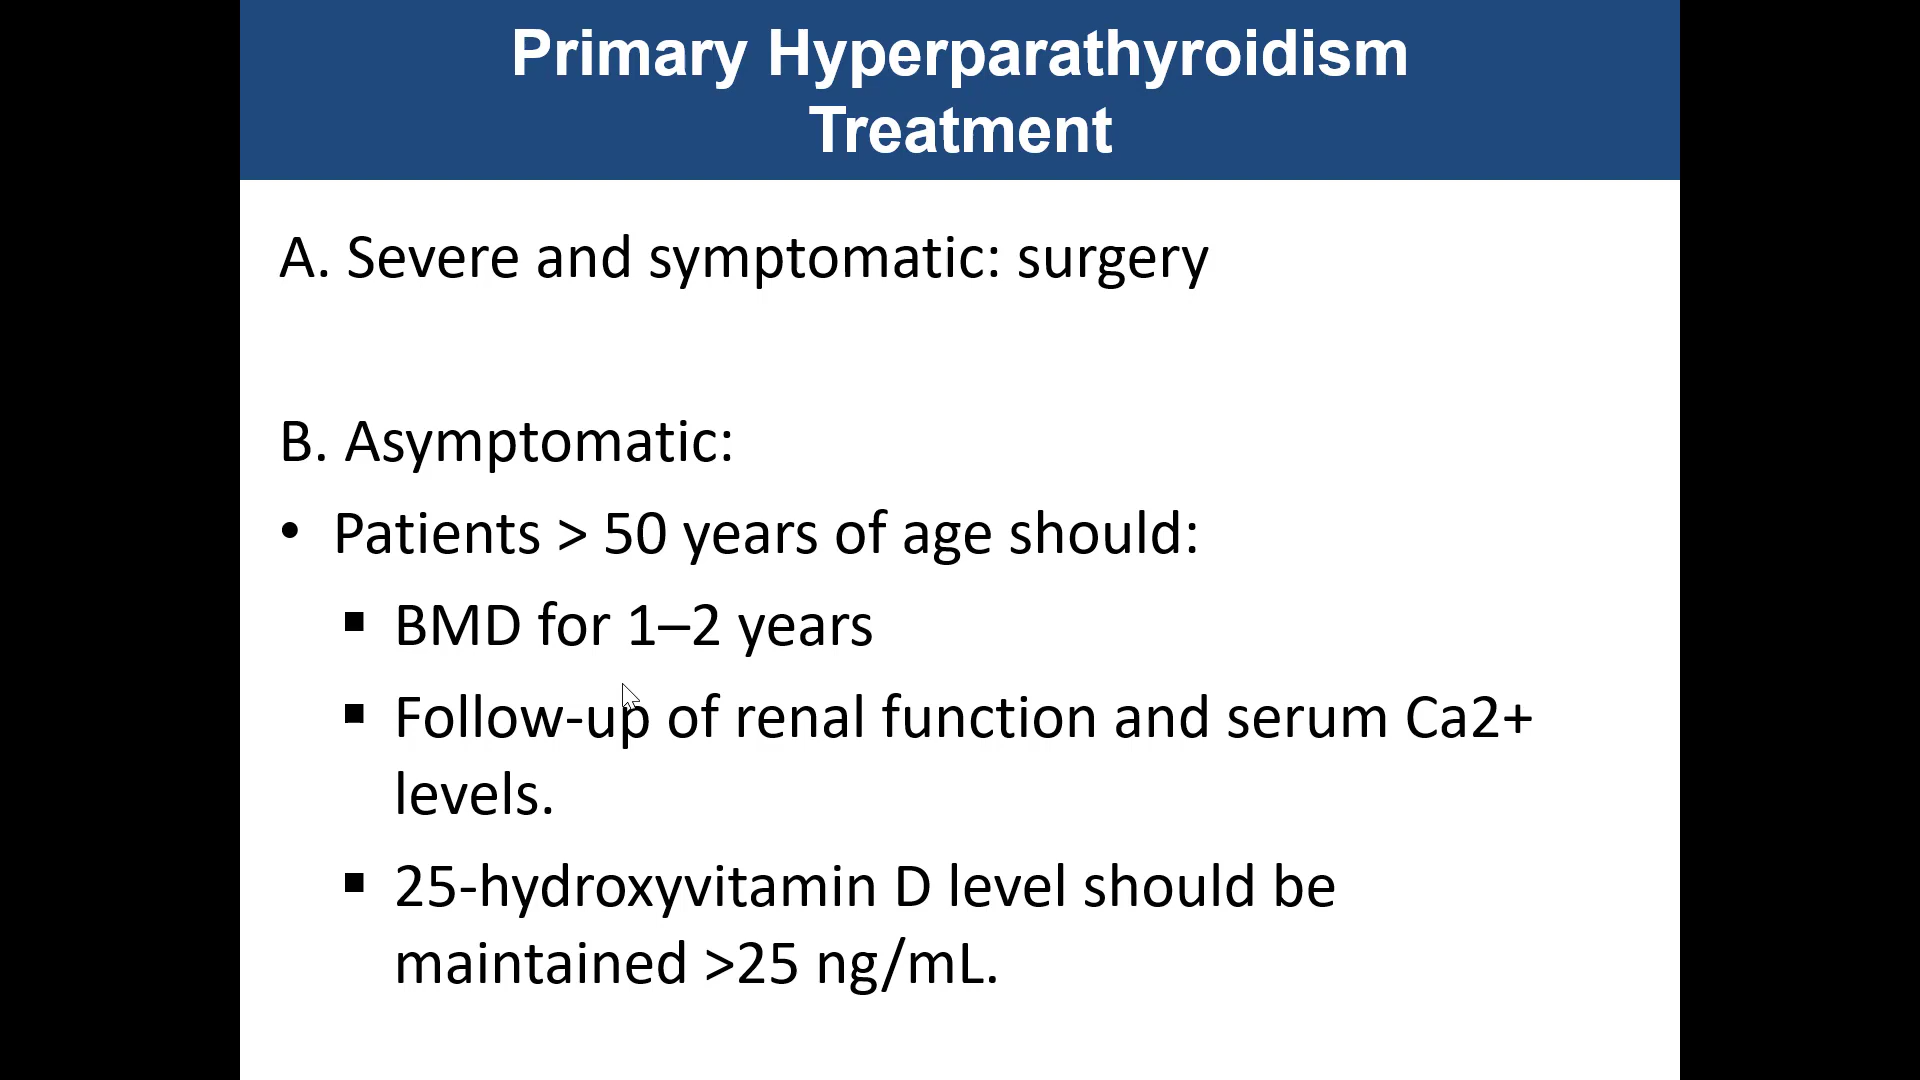 Primary Hyperparathyroidism
Treatment
A. Severe and symptomatic: surgery
B. Asymptomatic:
• Patients > 50 years of age should:
▪ BMD for 1–2 years
▪ Follow-up of renal function and serum Ca2+
levels.
▪ 25-hydroxyvitamin D level should be
maintained >25 ng/mL.